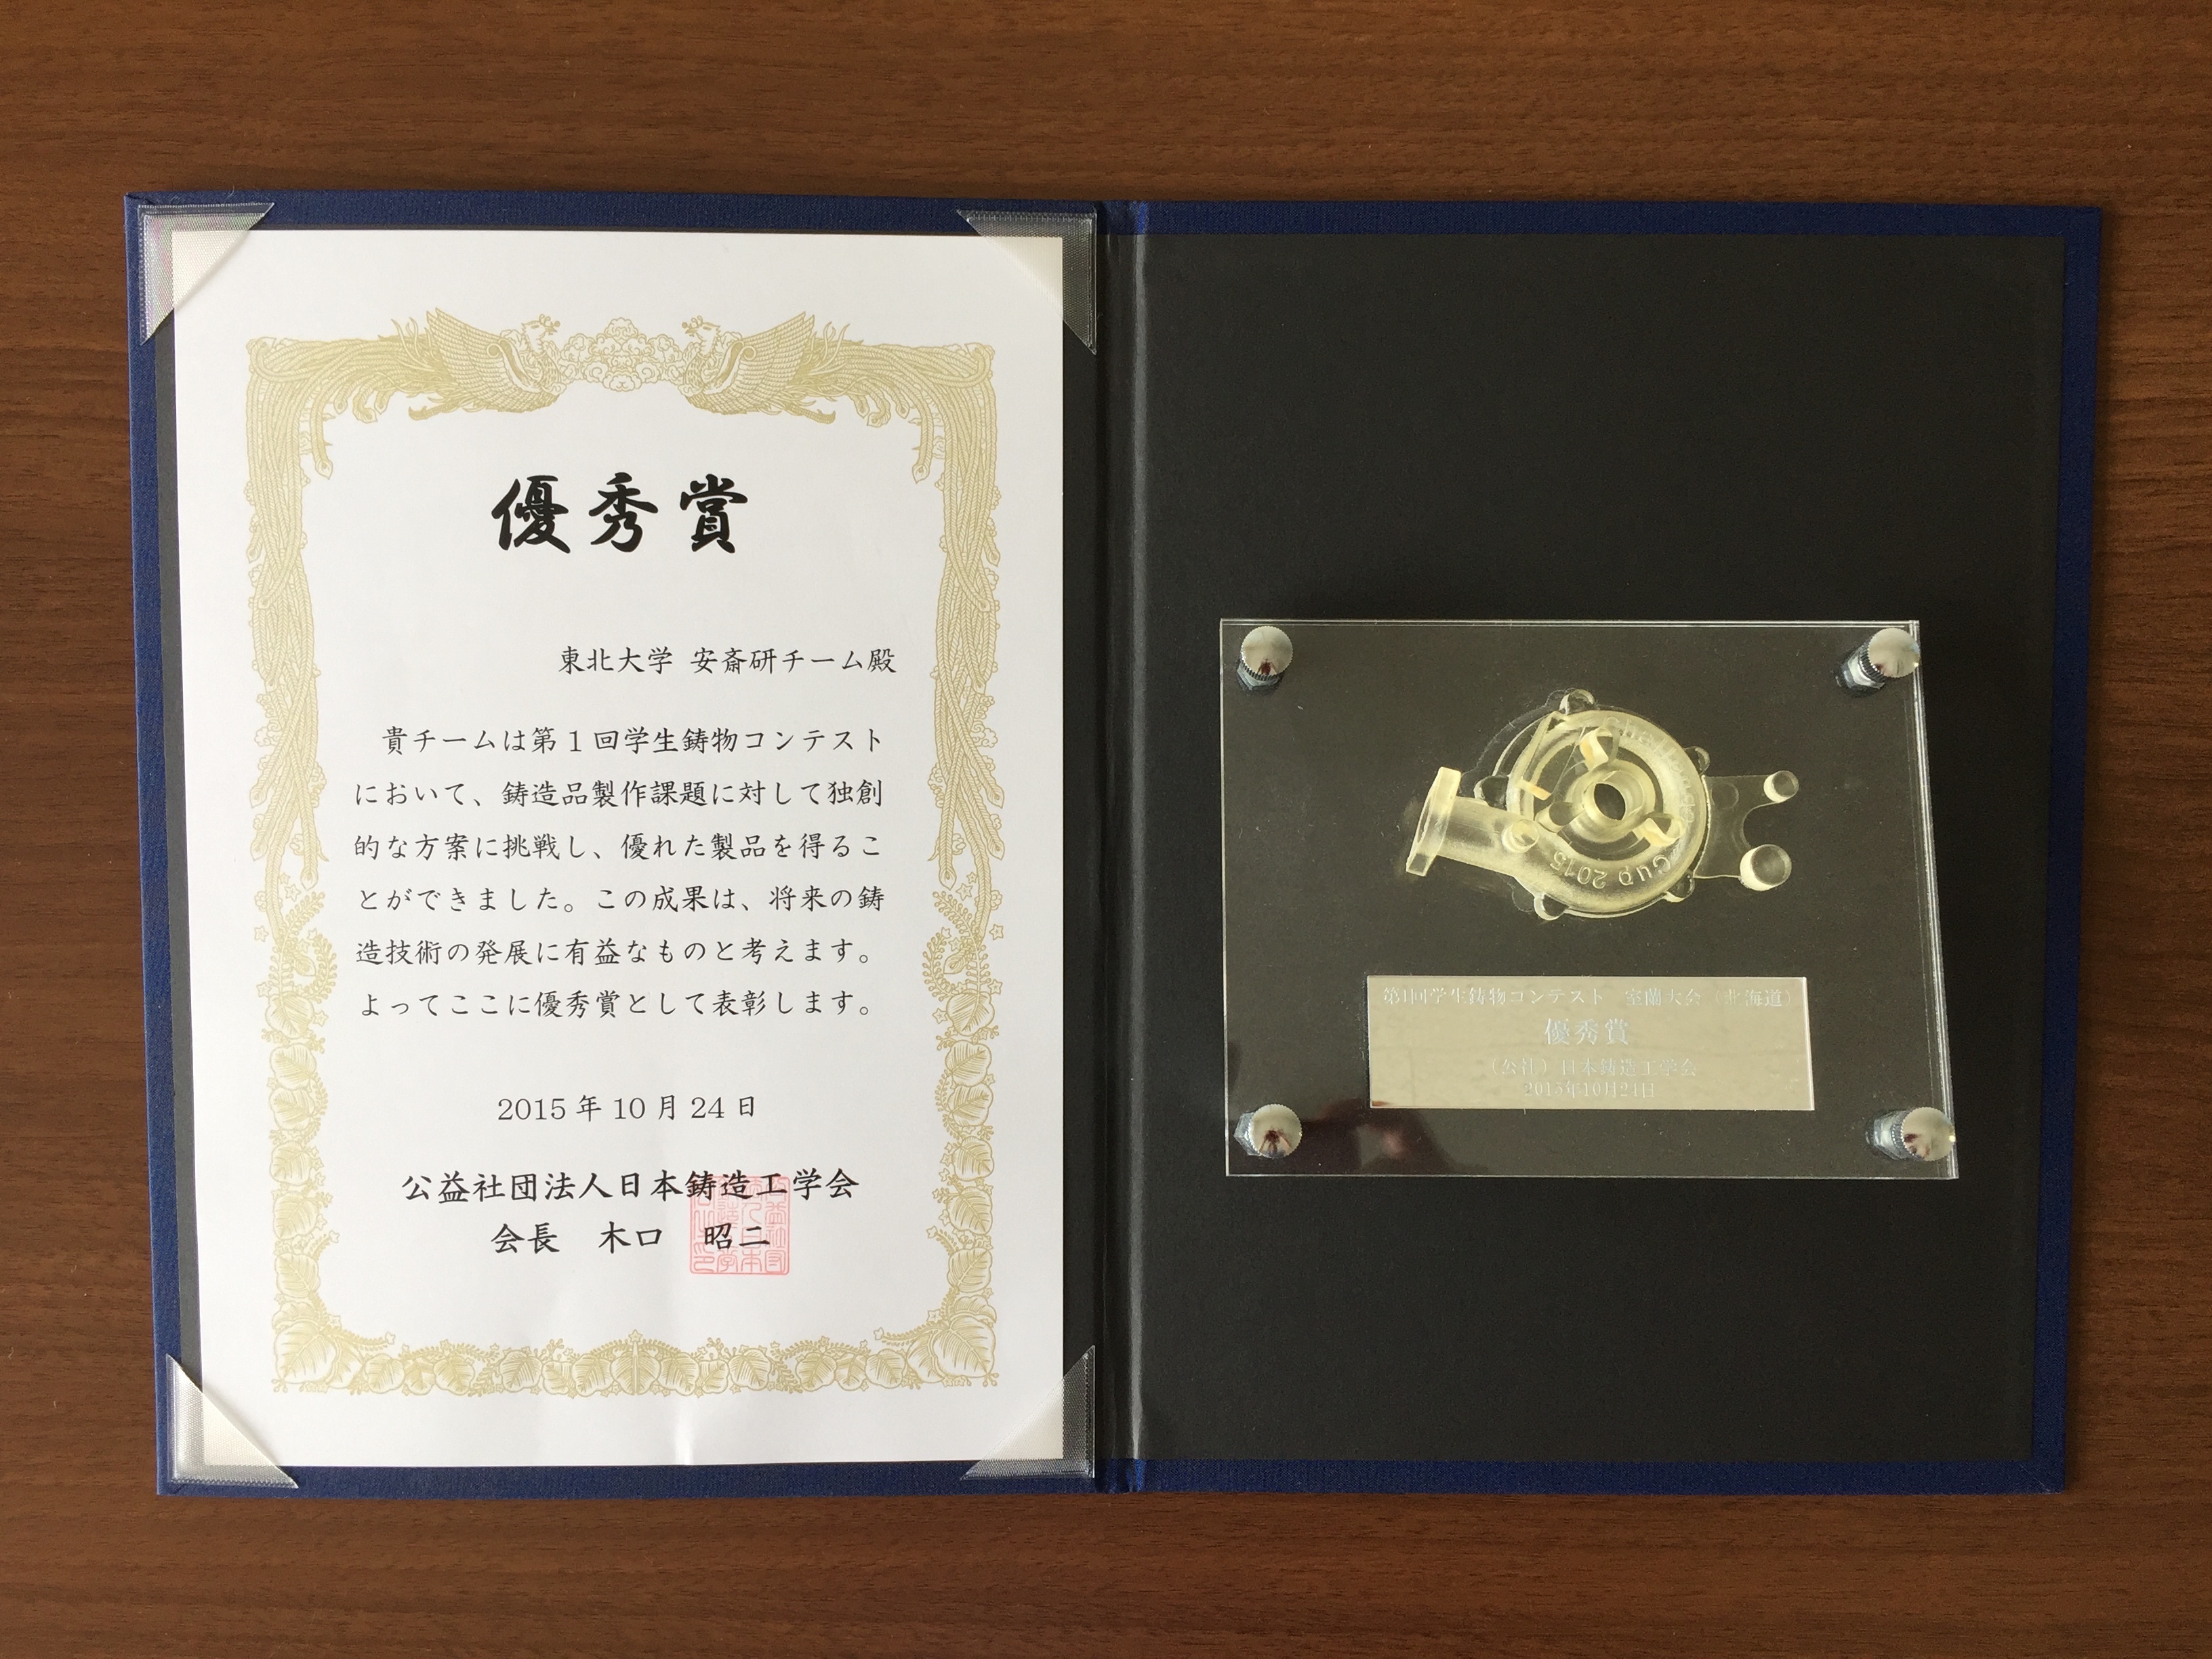 優秀賞
東北大学 安斎研チーム殿
貴チームは第1回学生鋳物コンテスト
において、鋳造品製作課題に対して独創
的な方案に挑戦し、優れた製品を得るこ
とができました。この成果は、将来の鋳
造技術の発展に有益なものと考えます。
よってここに優秀賞として表彰します。
2015年10月24日
公益社団法人日本鋳造工学会
会長 木口 昭二
Cup 2015
第1回学生鋳物コンテスト 室蘭大会（北海道）
優秀賞
（公社）日本鋳造工学会
2015年10月24日